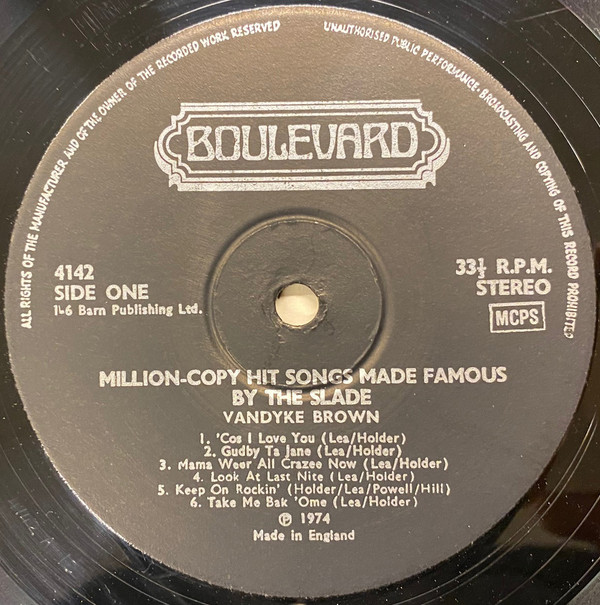 ALL RIGHTS OF THE MANUFACTURER AND OF THE OWNER OF THE RECORDED WORK RESERVED
UNAUTHORISED PUBLIC PERFORMANCE, BROADCASTING AND COPYING OF THIS RECORD PROHIBITED
BOULEVARD
4142
SIDE ONE
1-6 Barn Publishing Ltd.
33⅓ R.P.M.
STEREO
MCPS
MILLION-COPY HIT SONGS MADE FAMOUS
BY THE SLADE
VANDYKE BROWN
1. 'Cos I Love You (Lea/Holder)
2. Gudby Ta Jane (Lea/Holder)
3. Mama Weer All Crazee Now (Lea/Holder)
4. Look At Last Nite (Lea/Holder)
5. Keep On Rockin' (Holder/Lea/Powell/Hill)
6. Take Me Bak 'Ome (Lea/Holder)
℗ 1974
Made in England